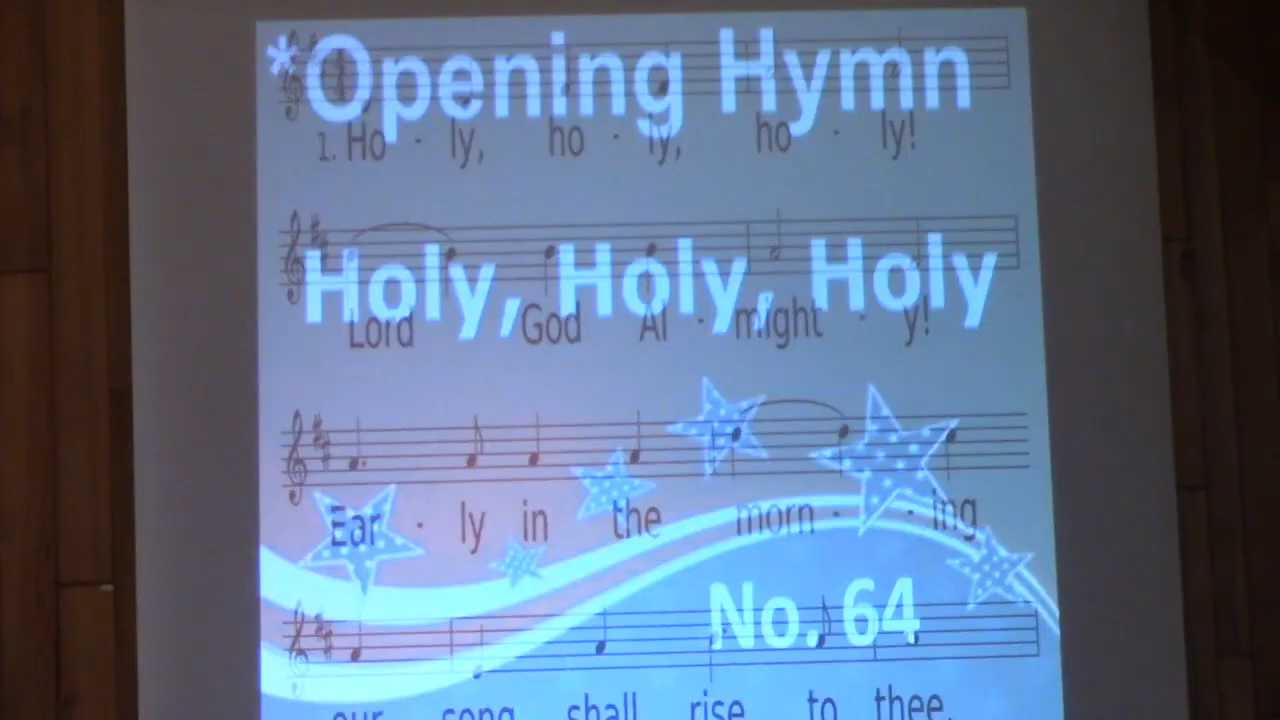 *Opening Hymn
1. Ho - ly, ho - ly, ho - ly!
Holy, Holy, Holy
Lord God Al - might - y!
Ear - ly in the morn - - ing
No. 64
our song shall rise to thee.